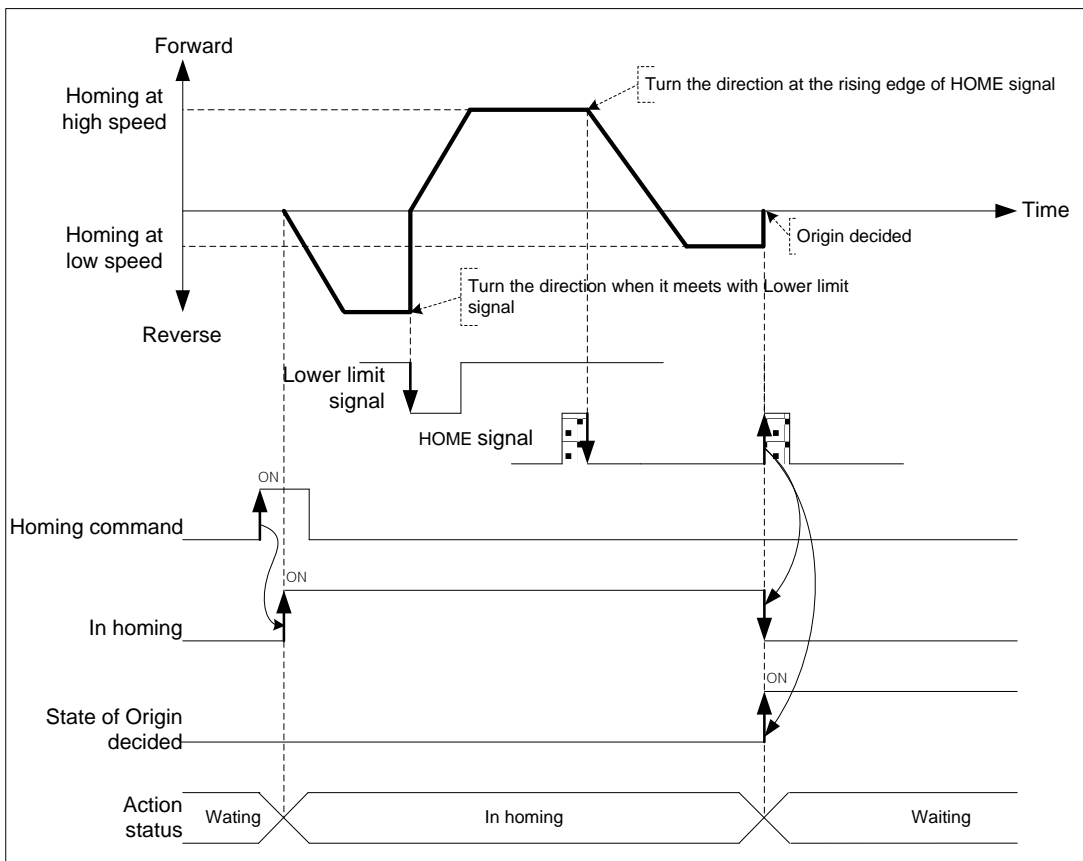 Forward
Homing at
high speed
Turn the direction at the rising edge of HOME signal
Time
Homing at
low speed
Origin decided
Turn the direction when it meets with Lower limit
signal
Reverse
Lower limit
signal
HOME signal
ON
Homing command
ON
In homing
ON
State of Origin
decided
Action
status
Wating
In homing
Waiting